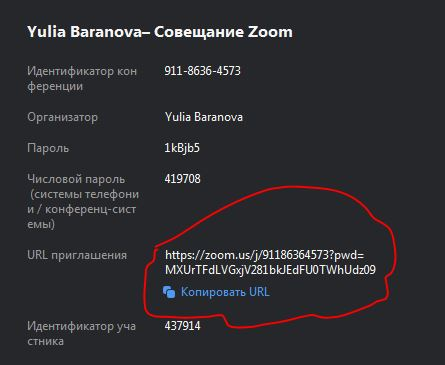 Yulia Baranova– Совещание Zoom
Идентификатор кон
ференции
911-8636-4573
Организатор
Yulia Baranova
Пароль
1kBjb5
Числовой пароль
(системы телефони
и / конференц-сист
емы)
419708
URL приглашения
https://zoom.us/j/91186364573?pwd=
MXUrTFdLVGxjV281bkJEdFU0TWhUdz09
Копировать URL
Идентификатор уча
стника
437914